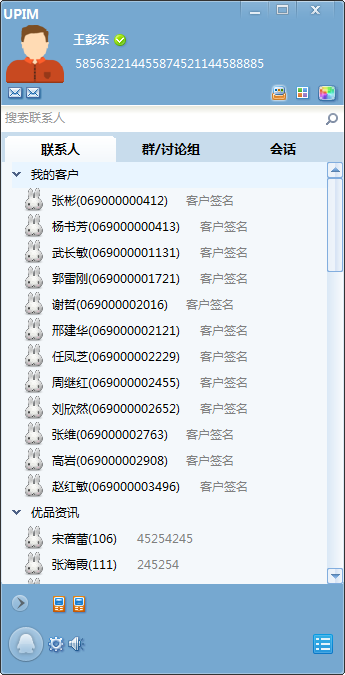 UPIM
王彭东
585632214455874521144588885
搜索联系人
联系人 群/讨论组 会话
我的客户
张彬(069000000412) 客户签名
杨书芳(069000000413) 客户签名
武长敏(069000001131) 客户签名
郭雷刚(069000001721) 客户签名
谢哲(069000002016) 客户签名
邢建华(069000002121) 客户签名
任凤芝(069000002229) 客户签名
周继红(069000002455) 客户签名
刘欣然(069000002652) 客户签名
张维(069000002763) 客户签名
高岩(069000002908) 客户签名
赵红敏(069000003496) 客户签名
优品资讯
宋蓓蕾(106) 45254245
张海霞(111) 245254